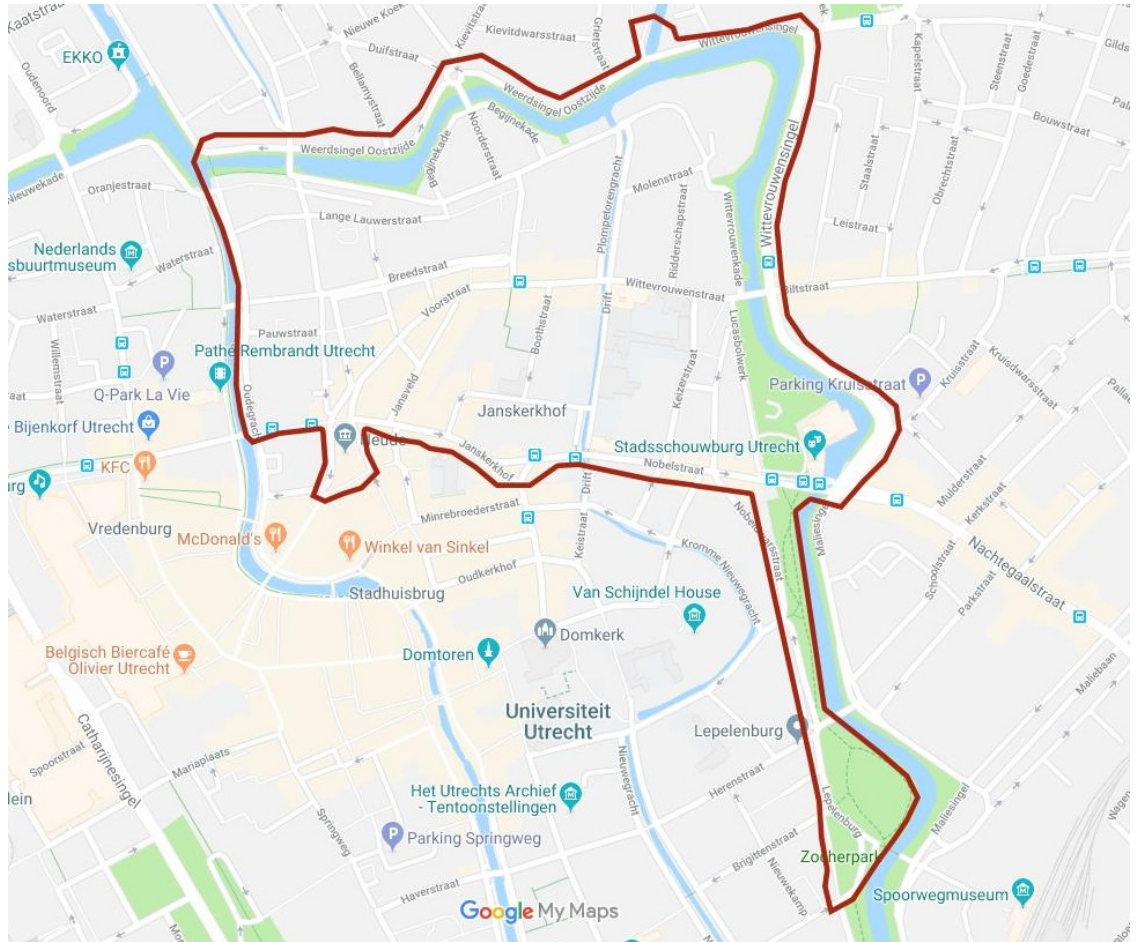 Kaatstraat
Nieuwe Koek
Kievitstraat
Kievitdwarsstraat
Grietstraat
Wittevrouwensingel
Kapelstraat
Steenstraat
Goedestraat
Gilds
EKKO
Duifstraat
Oudenoord
Bellamystraat
Weerdsingel Oostzijde
Begijnekade
Noorderstraat
Bouwstraat
Weerdsingel Oostzijde
Begijnekade
Plompetorengracht
Wittevrouwensingel
Staalstraat
Obrechtstraat
Nieuwekade
Oranjestraat
Molenstraat
Ridderschapstraat
Wittevrouwenkade
Leistraat
Lange Lauwerstraat
Nederlands
sbuurtmuseum
Waterstraat
Breedstraat
Voorstraat
Wittevrouwenstraat
Biltstraat
Waterstraat
Willemstraat
Pauwstraat
Boothstraat
Drift
Lucasbolwerk
Pathé Rembrandt Utrecht
Q-Park La Vie
Jansveld
Keizerstraat
Parking Kruisstraat
Kruisstraat
Kruisdwarsstraat
Oudegrach
Janskerkhof
Bijenkorf Utrecht
Neude
Stadsschouwburg Utrecht
KFC
Janskerkhof
Nobelstraat
urg
Mulderstraat
Kerkstraat
Drift
Vredenburg
Minrebroederstraat
Maliesingel
McDonald's
Winkel van Sinkel
Keistraat
Kromme Nieuwegracht
Schoolstraat
Nachtegaalstraat
Oudkerkhof
Parkstraat
Stadhuisbrug
Van Schijndel House
Domkerk
Belgisch Biercafé
Olivier Utrecht
Domtoren
Maliebaan
Universiteit
Utrecht
Lepelenburg
Catharijnesingel
Spoorstraat
Mariaplaats
Nieuwegracht
Het Utrechts Archief
- Tentoonstellingen
Herenstraat
Lepelenburg
Maliesingel
Springweg
Parking Springweg
Brigittenstraat
Zocherpark
Nieuwekamp
Haverstraat
Spoorwegmuseum
Google My Maps